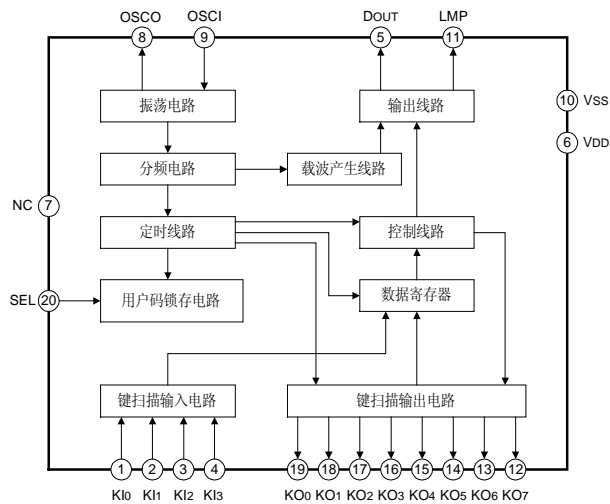 OSCO OSCI DOUT LMP
8 9 5 11
振荡电路 输出线路
10 VSS
6 VDD
分频电路 载波产生线路
NC 7
定时线路 控制线路
SEL 20 用户码锁存电路 数据寄存器
键扫描输入电路 键扫描输出电路
1 2 3 4 19 18 17 16 15 14 13 12
KI0 KI1 KI2 KI3 KO0 KO1 KO2 KO3 KO4 KO5 KO6 KO7